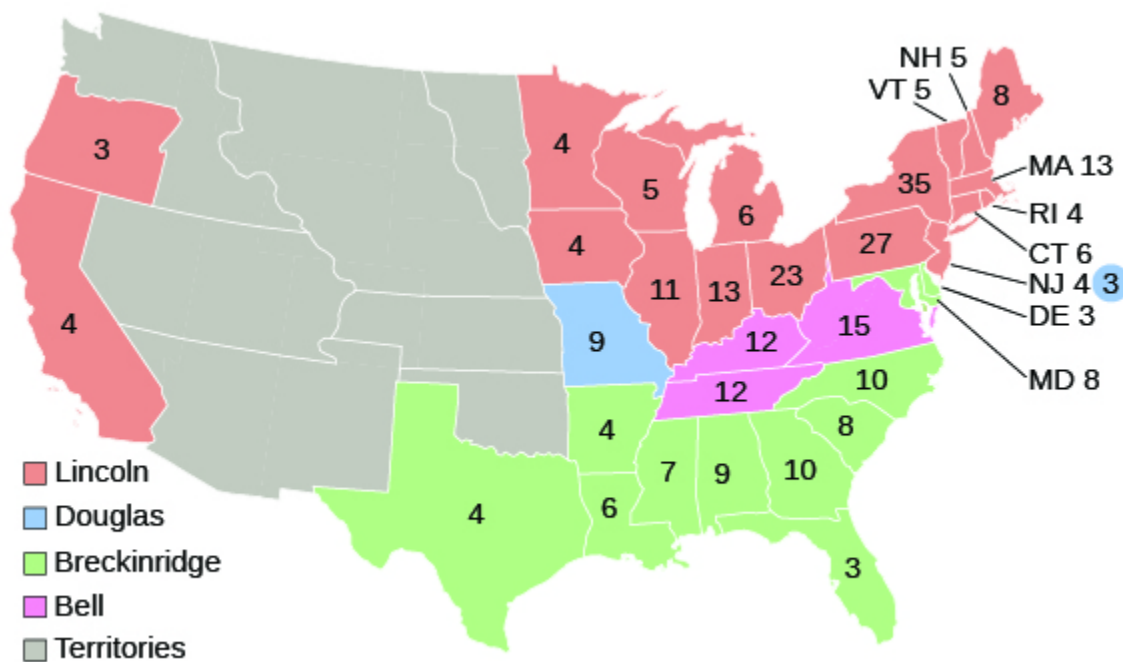 NH 5
VT 5
8
3
4
MA 13
5
35
RI 4
6
4
27
CT 6
23
11
13
NJ 4 3
4
15
DE 3
9
12
MD 8
12
10
4
8
7
9
10
Lincoln
6
4
Douglas
Breckinridge
3
Bell
Territories